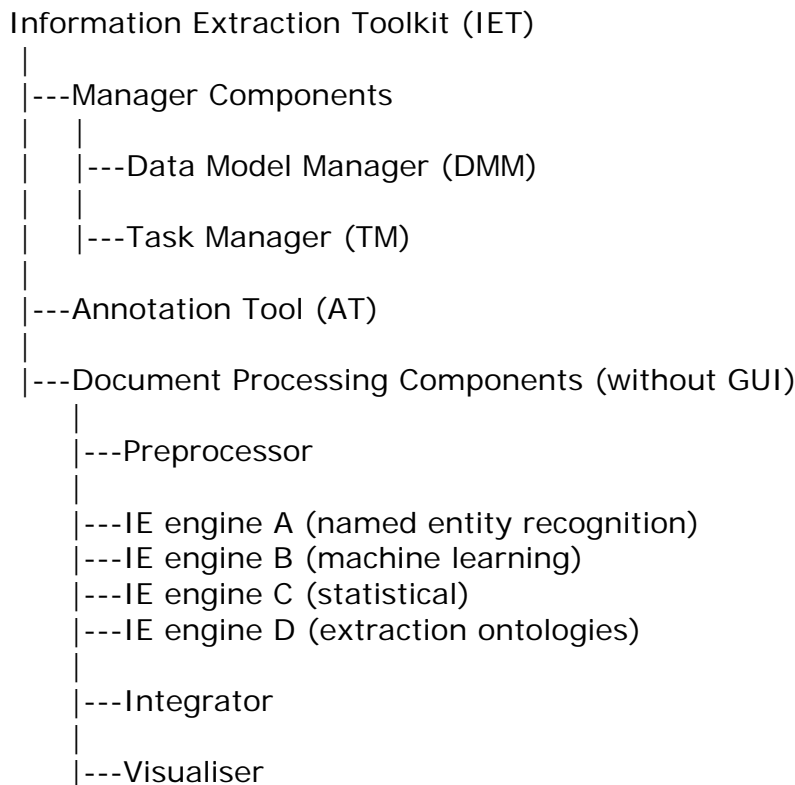 Information Extraction Toolkit (IET)
|
|---Manager Components
|   |
|   |---Data Model Manager (DMM)
|   |
|   |---Task Manager (TM)
|
|---Annotation Tool (AT)
|
|---Document Processing Components (without GUI)
    |
    |---Preprocessor
    |
    |---IE engine A (named entity recognition)
    |---IE engine B (machine learning)
    |---IE engine C (statistical)
    |---IE engine D (extraction ontologies)
    |
    |---Integrator
    |
    |---Visualiser